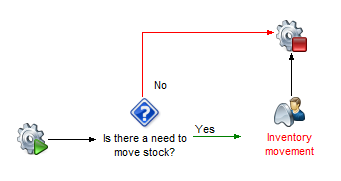 No
Is there a need to
move stock?
Yes
Inventory
movement